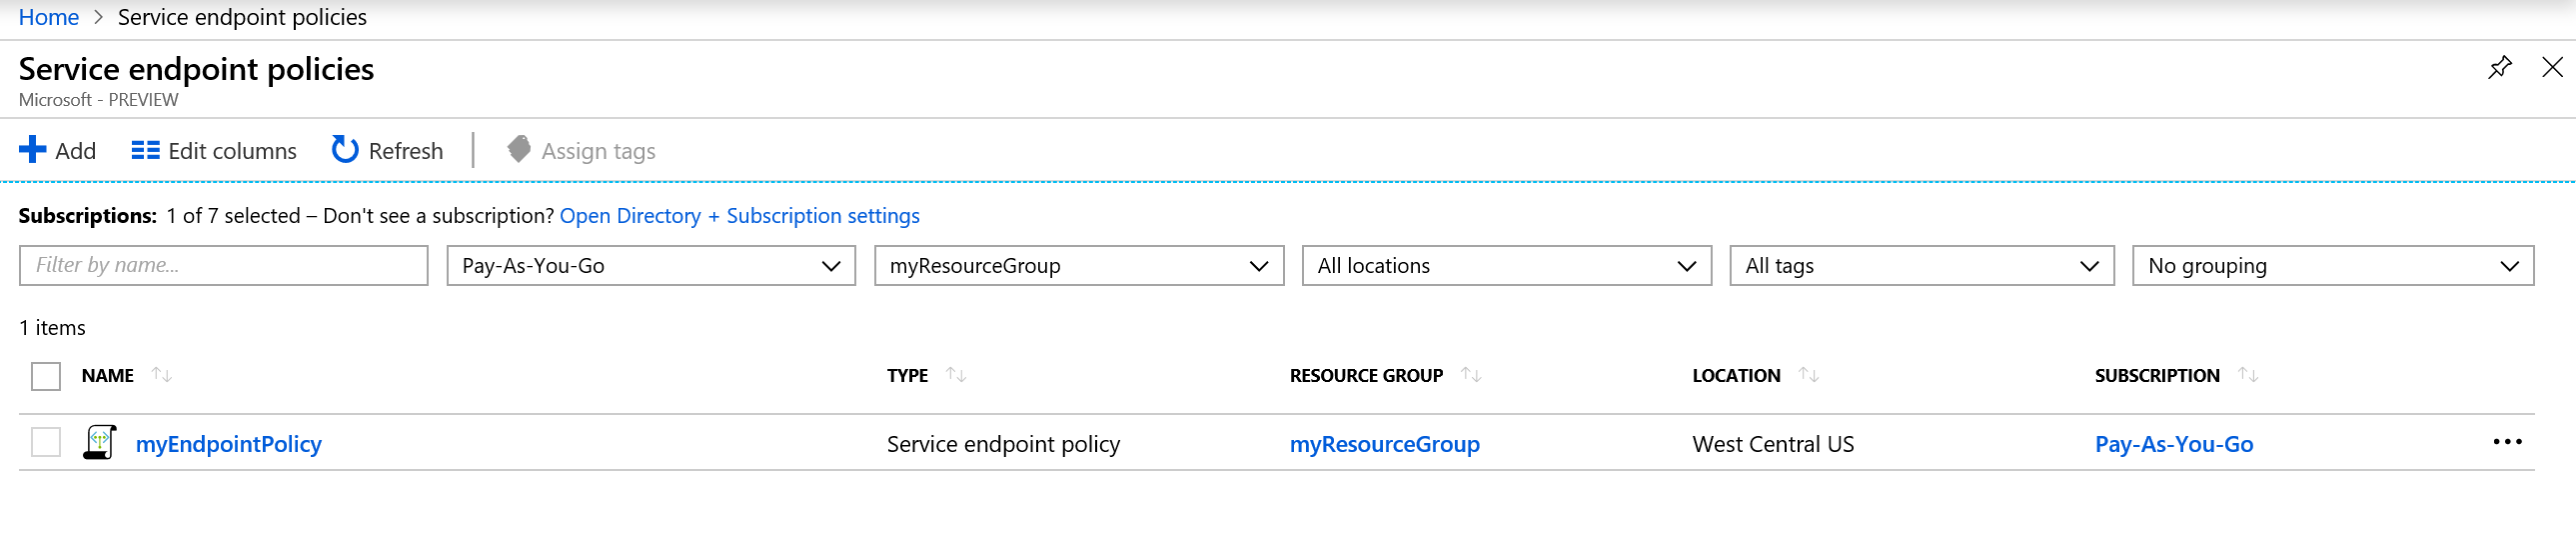 Home > Service endpoint policies
Service endpoint policies
Microsoft - PREVIEW
Add Edit columns Refresh Assign tags
Subscriptions: 1 of 7 selected – Don't see a subscription? Open Directory + Subscription settings
Filter by name... Pay-As-You-Go myResourceGroup All locations All tags No grouping
1 items
NAME TYPE RESOURCE GROUP LOCATION SUBSCRIPTION
myEndpointPolicy Service endpoint policy myResourceGroup West Central US Pay-As-You-Go